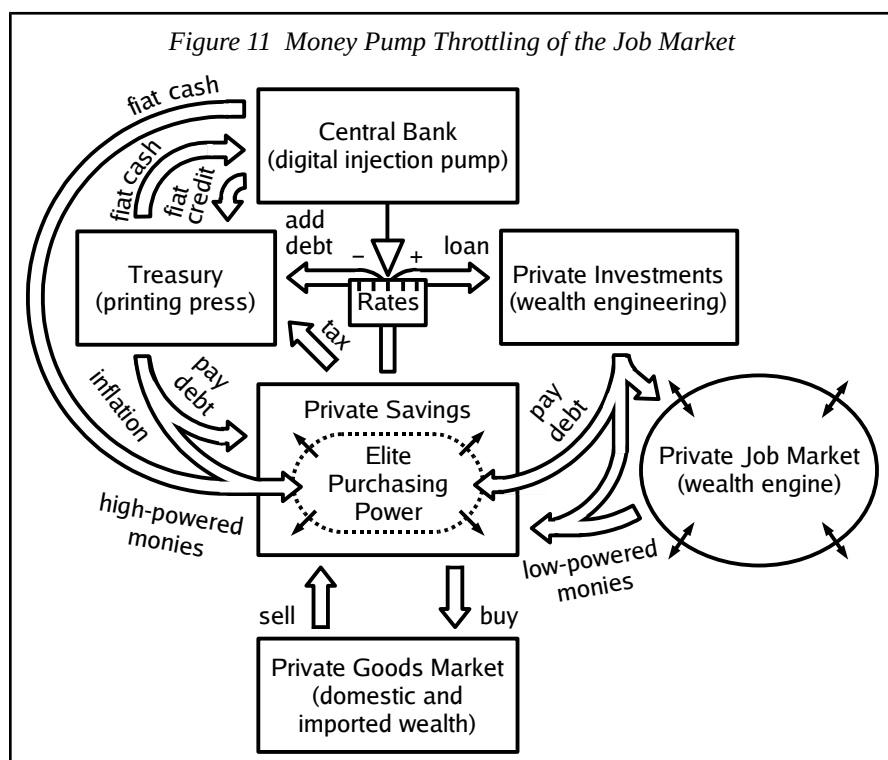 Figure 11 Money Pump Throttling of the Job Market
fiat cash
Central Bank
(digital injection pump)
fiat cash
fiat
credit
add
debt
–
+
loan
Treasury
(printing press)
Rates
Private Investments
(wealth engineering)
tax
inflation
pay
debt
Private Savings
pay
debt
Elite
Purchasing
Power
Private Job Market
(wealth engine)
high-powered
monies
low-powered
monies
sell
buy
Private Goods Market
(domestic and
imported wealth)